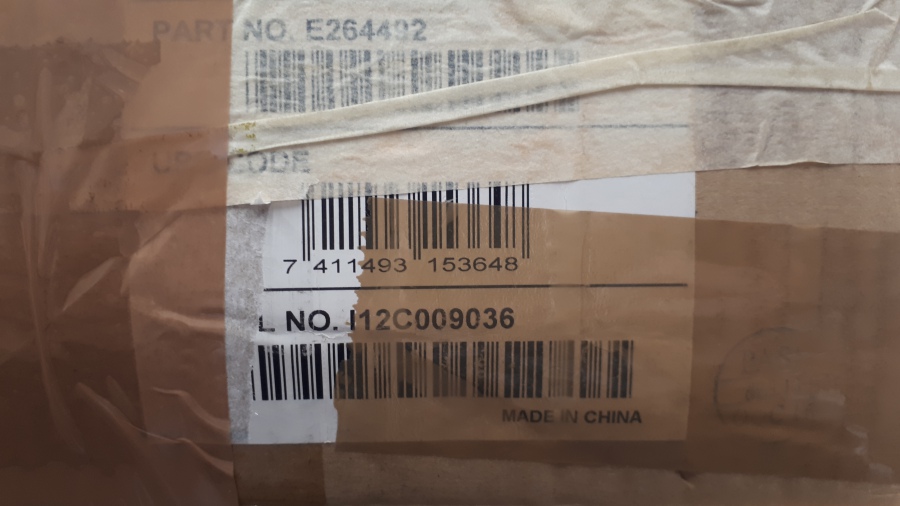 PART NO. E264492
CODE
7 411493 153648
L NO. I12C009036
MADE IN CHINA